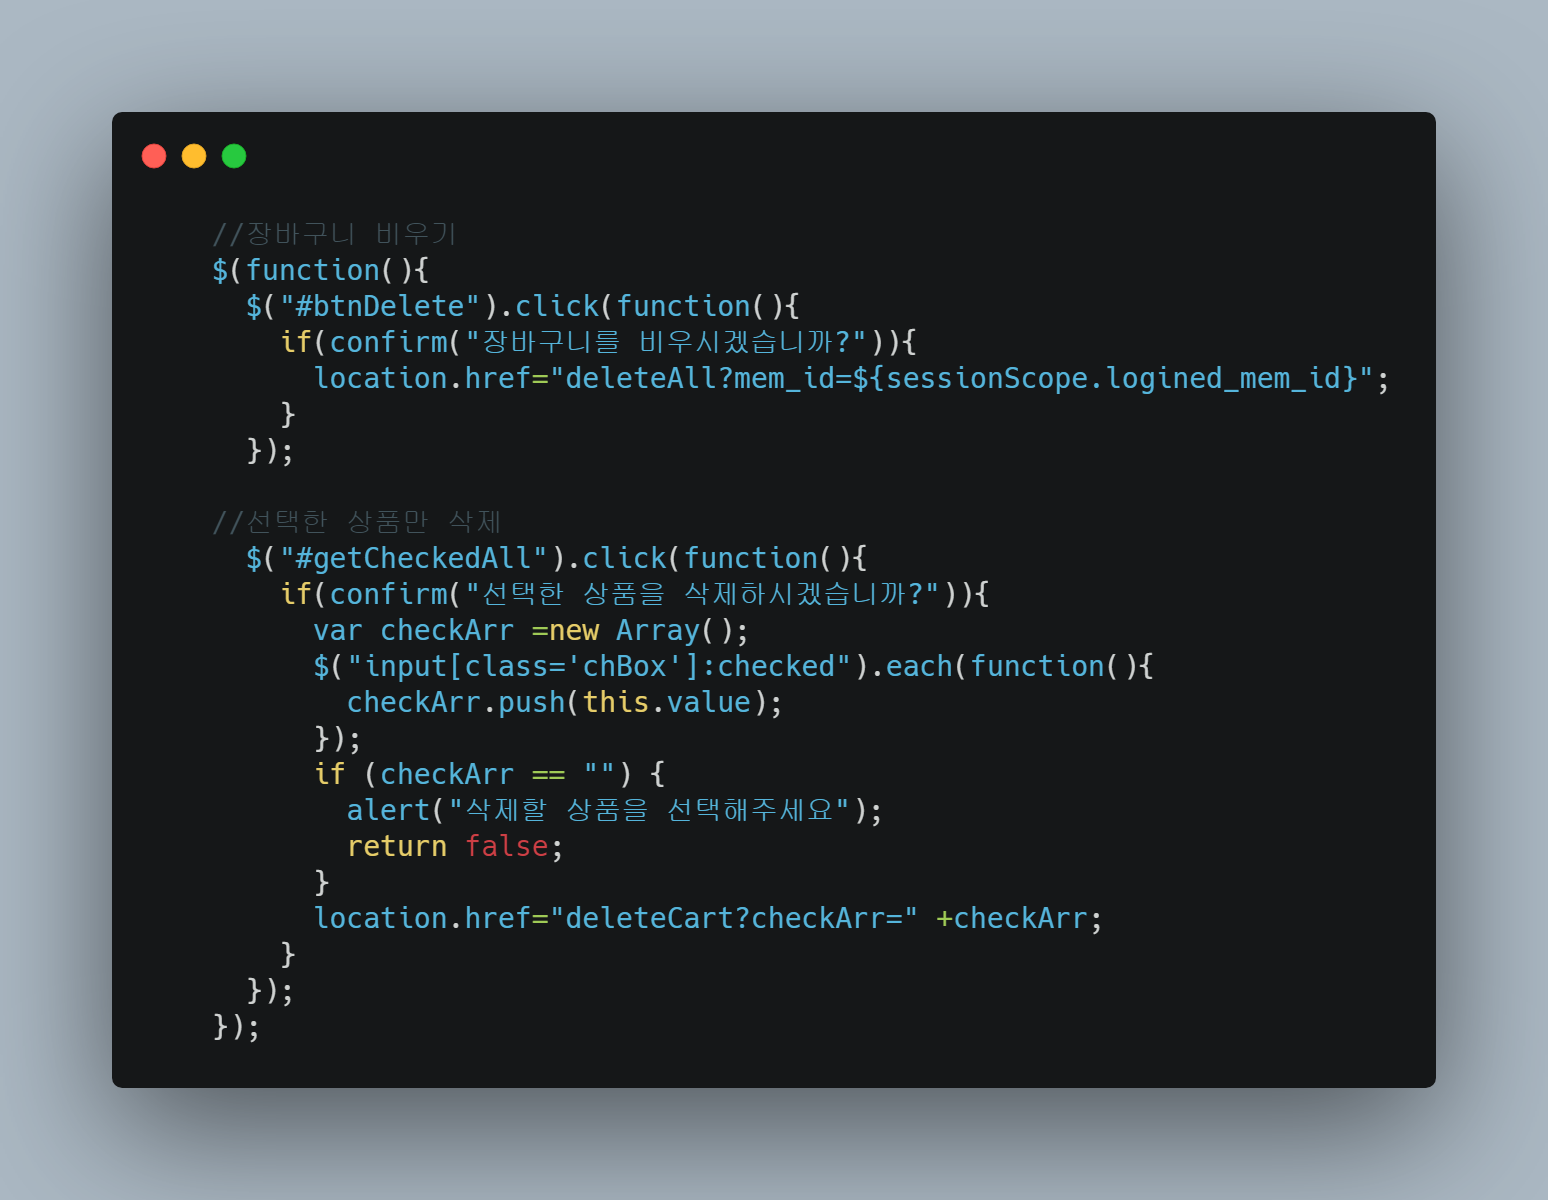 //장바구니 비우기
$(function(){
  $("#btnDelete").click(function(){
    if(confirm("장바구니를 비우시겠습니까?")){
      location.href="deleteAll?mem_id=${sessionScope.logined_mem_id}";
    }
  });

//선택한 상품만 삭제
  $("#getCheckedAll").click(function(){
    if(confirm("선택한 상품을 삭제하시겠습니까?")){
      var checkArr =new Array();
      $("input[class='chBox']:checked").each(function(){
        checkArr.push(this.value);
      });
      if (checkArr == "") {
        alert("삭제할 상품을 선택해주세요");
        return false;
      }
      location.href="deleteCart?checkArr=" +checkArr;
    }
  });
});